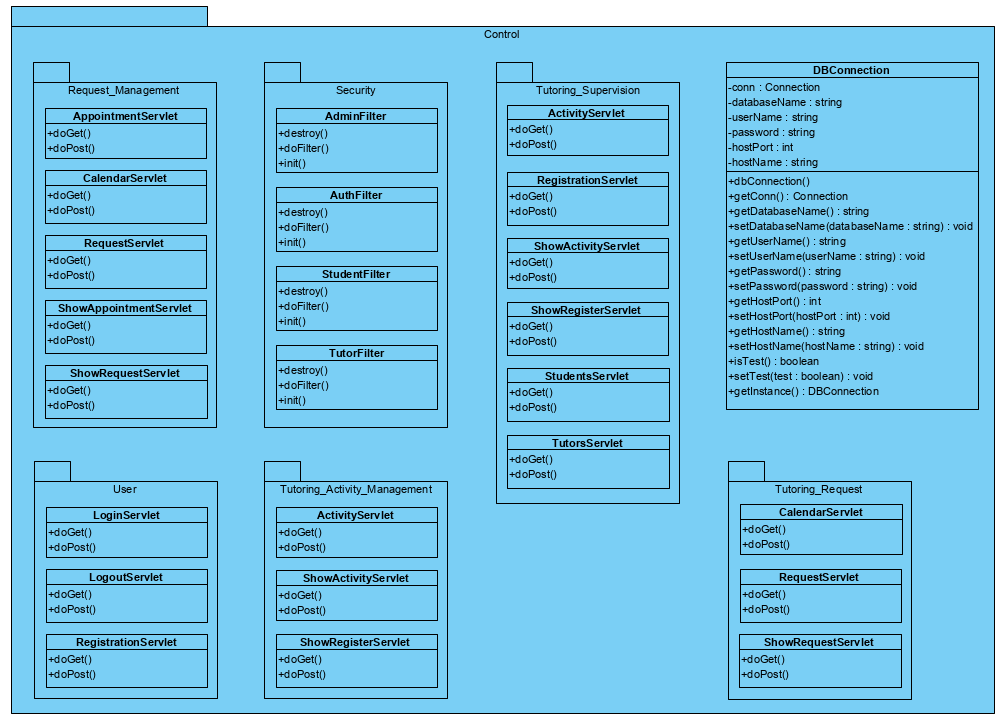 Control
Request_Management
AppointmentServlet
+doGet()
+doPost()
CalendarServlet
+doGet()
+doPost()
RequestServlet
+doGet()
+doPost()
ShowAppointmentServlet
+doGet()
+doPost()
ShowRequestServlet
+doGet()
+doPost()
Security
AdminFilter
+destroy()
+doFilter()
+init()
AuthFilter
+destroy()
+doFilter()
+init()
StudentFilter
+destroy()
+doFilter()
+init()
TutorFilter
+destroy()
+doFilter()
+init()
Tutoring_Supervision
ActivityServlet
+doGet()
+doPost()
RegistrationServlet
+doGet()
+doPost()
ShowActivityServlet
+doGet()
+doPost()
ShowRegisterServlet
+doGet()
+doPost()
StudentsServlet
+doGet()
+doPost()
TutorsServlet
+doGet()
+doPost()
DBConnection
-conn : Connection
-databaseName : string
-userName : string
-password : string
-hostPort : int
-hostName : string
+dbConnection()
+getConn() : Connection
+getDatabaseName() : string
+setDatabaseName(databaseName : string) : void
+getUserName() : string
+setUserName(userName : string) : void
+getPassword() : string
+setPassword(password : string) : void
+getHostPort() : int
+setHostPort(hostPort : int) : void
+getHostName() : string
+setHostName(hostName : string) : void
+isTest() : boolean
+setTest(test : boolean) : void
+getInstance() : DBConnection
User
LoginServlet
+doGet()
+doPost()
LogoutServlet
+doGet()
+doPost()
RegistrationServlet
+doGet()
+doPost()
Tutoring_Activity_Management
ActivityServlet
+doGet()
+doPost()
ShowActivityServlet
+doGet()
+doPost()
ShowRegisterServlet
+doGet()
+doPost()
Tutoring_Request
CalendarServlet
+doGet()
+doPost()
RequestServlet
+doGet()
+doPost()
ShowRequestServlet
+doGet()
+doPost()